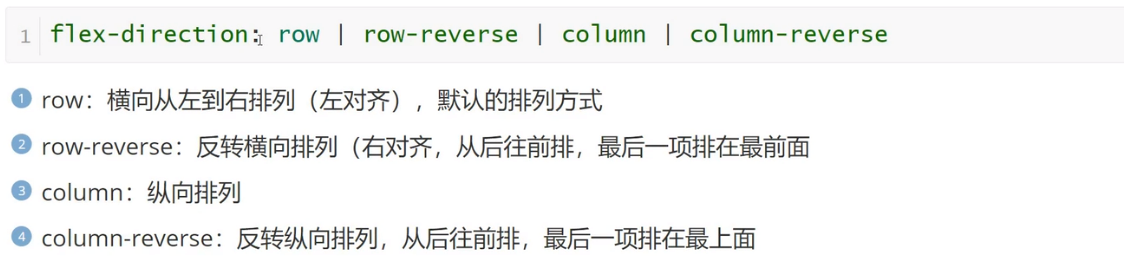 1 flex-direction: row | row-reverse | column | column-reverse
1 row：横向从左到右排列（左对齐），默认的排列方式
2 row-reverse：反转横向排列（右对齐，从后往前排，最后一项排在最前面
3 column：纵向排列
4 column-reverse：反转纵向排列，从后往前排，最后一项排在最上面